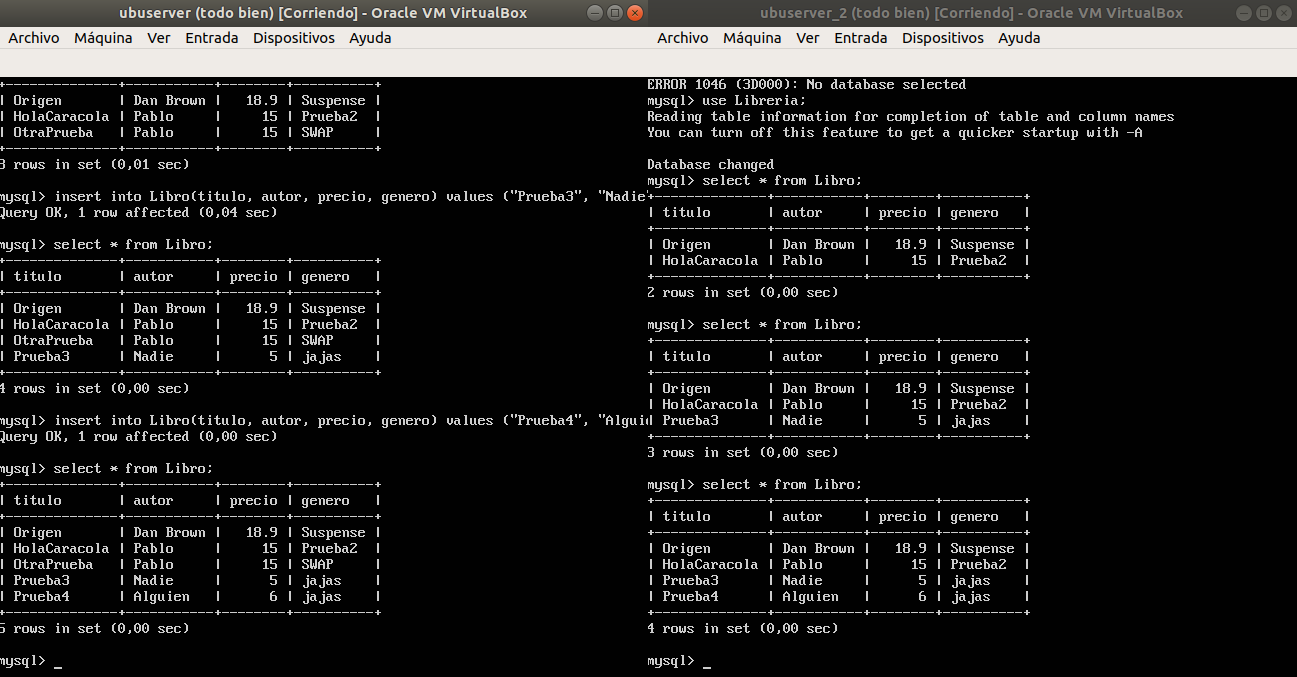 ubuserver (todo bien) [Corriendo] - Oracle VM VirtualBox
Archivo Máquina Ver Entrada Dispositivos Ayuda
+-------------+-----------+--------+----------+
| Origen | Dan Brown | 18.9 | Suspense |
| HolaCaracola | Pablo | 15 | Prueba2 |
| OtraPrueba | Pablo | 15 | SWAP |
+-------------+-----------+--------+----------+
3 rows in set (0,01 sec)
mysql> insert into Libro(titulo, autor, precio, genero) values ("Prueba3", "Nadie"
Query OK, 1 row affected (0,04 sec)
mysql> select * from Libro;
+-------------+-----------+--------+----------+
| titulo | autor | precio | genero |
+-------------+-----------+--------+----------+
| Origen | Dan Brown | 18.9 | Suspense |
| HolaCaracola | Pablo | 15 | Prueba2 |
| OtraPrueba | Pablo | 15 | SWAP |
| Prueba3 | Nadie | 5 | jajas |
+-------------+-----------+--------+----------+
4 rows in set (0,00 sec)
mysql> insert into Libro(titulo, autor, precio, genero) values ("Prueba4", "Algui
Query OK, 1 row affected (0,00 sec)
mysql> select * from Libro;
+-------------+-----------+--------+----------+
| titulo | autor | precio | genero |
+-------------+-----------+--------+----------+
| Origen | Dan Brown | 18.9 | Suspense |
| HolaCaracola | Pablo | 15 | Prueba2 |
| OtraPrueba | Pablo | 15 | SWAP |
| Prueba3 | Nadie | 5 | jajas |
| Prueba4 | Alguien | 6 | jajas |
+-------------+-----------+--------+----------+
5 rows in set (0,00 sec)
mysql> _
ubuserver_2 (todo bien) [Corriendo] - Oracle VM VirtualBox
Archivo Máquina Ver Entrada Dispositivos Ayuda
ERROR 1046 (3D000): No database selected
mysql> use Libreria;
Reading table information for completion of table and column names
You can turn off this feature to get a quicker startup with -A
Database changed
mysql> select * from Libro;
+-------------+-----------+--------+----------+
| titulo | autor | precio | genero |
+-------------+-----------+--------+----------+
| Origen | Dan Brown | 18.9 | Suspense |
| HolaCaracola | Pablo | 15 | Prueba2 |
+-------------+-----------+--------+----------+
2 rows in set (0,00 sec)
mysql> select * from Libro;
+-------------+-----------+--------+----------+
| titulo | autor | precio | genero |
+-------------+-----------+--------+----------+
| Origen | Dan Brown | 18.9 | Suspense |
| HolaCaracola | Pablo | 15 | Prueba2 |
| Prueba3 | Nadie | 5 | jajas |
+-------------+-----------+--------+----------+
3 rows in set (0,00 sec)
mysql> select * from Libro;
+-------------+-----------+--------+----------+
| titulo | autor | precio | genero |
+-------------+-----------+--------+----------+
| Origen | Dan Brown | 18.9 | Suspense |
| HolaCaracola | Pablo | 15 | Prueba2 |
| Prueba3 | Nadie | 5 | jajas |
| Prueba4 | Alguien | 6 | jajas |
+-------------+-----------+--------+----------+
4 rows in set (0,00 sec)
mysql> _